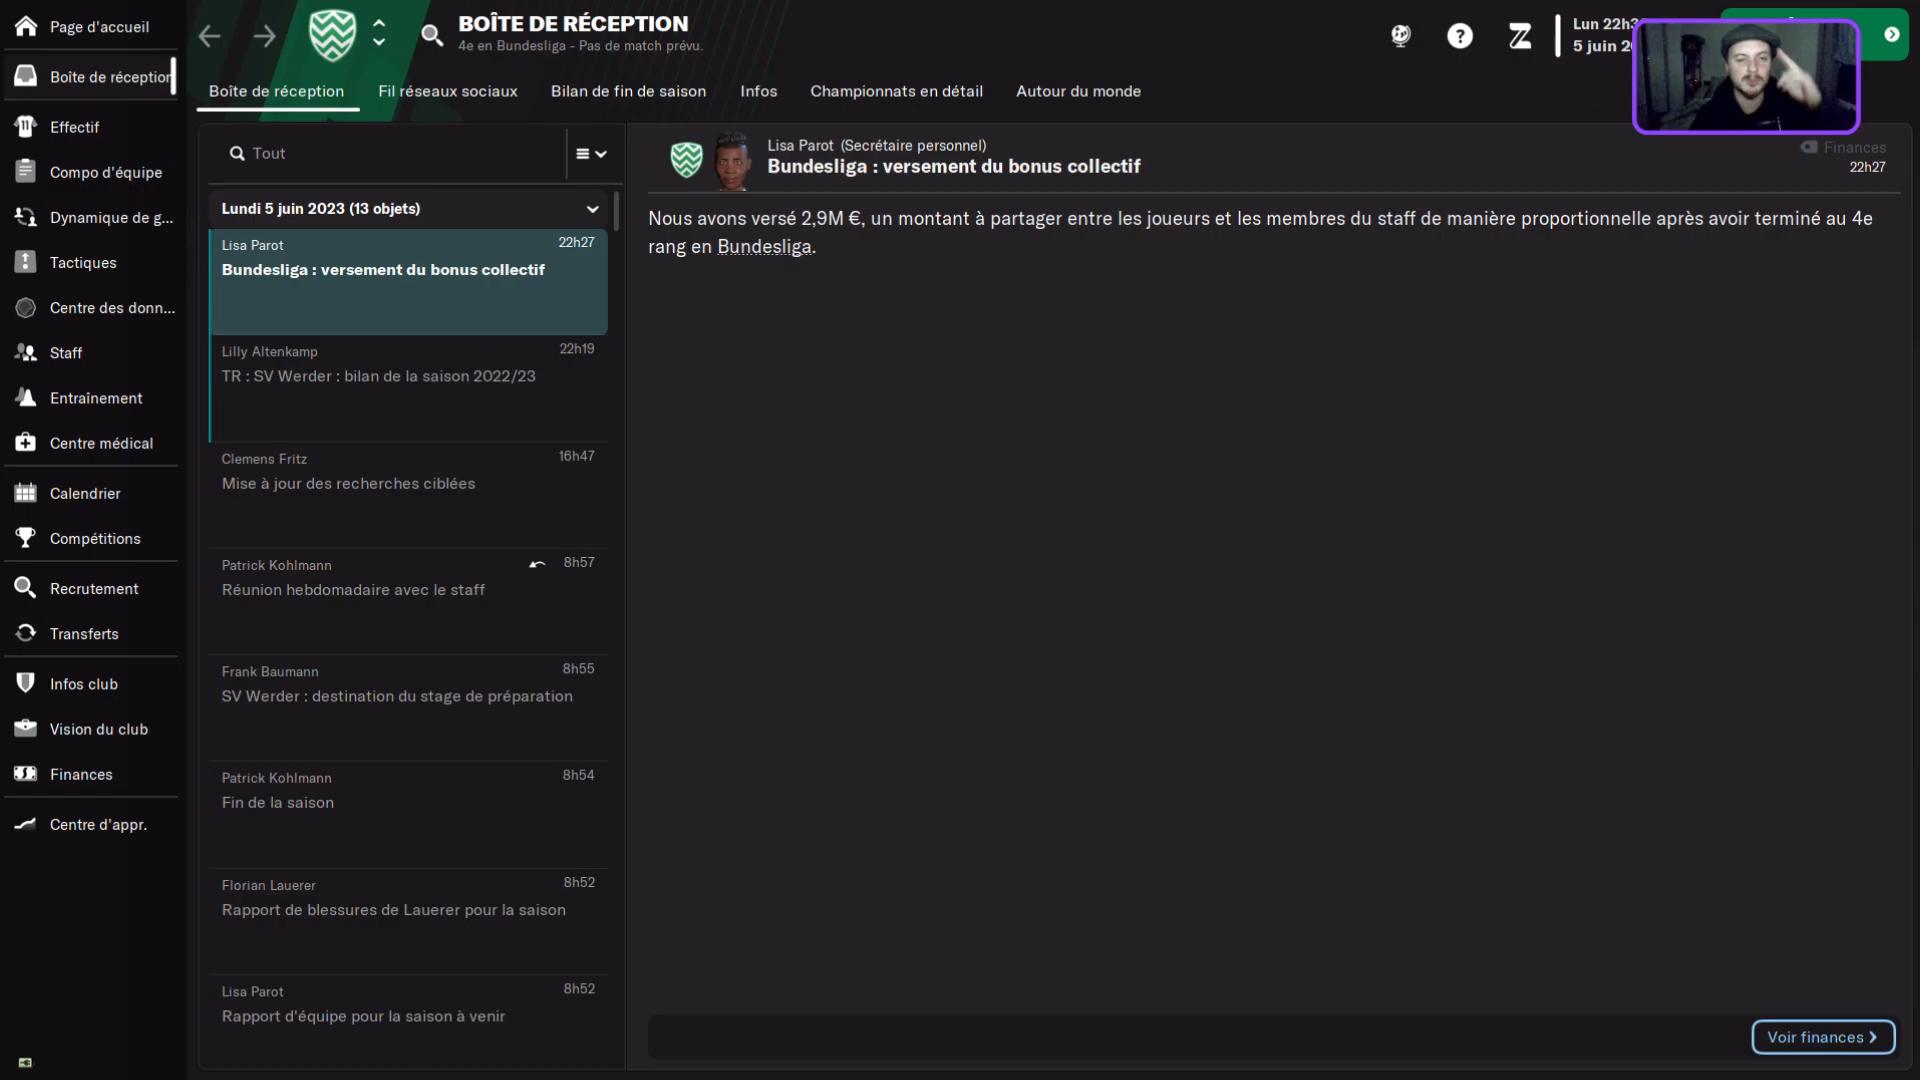 Page d'accueil
Boîte de réception
Effectif
Compo d'équipe
Dynamique de g...
Tactiques
Centre des donn...
Staff
Entraînement
Centre médical
Calendrier
Compétitions
Recrutement
Transferts
Infos club
Vision du club
Finances
Centre d'appr.
BOÎTE DE RÉCEPTION
4e en Bundesliga - Pas de match prévu.
Lun 22h3
5 juin 20
Boîte de réception
Fil réseaux sociaux
Bilan de fin de saison
Infos
Championnats en détail
Autour du monde
Tout
Lundi 5 juin 2023 (13 objets)
Lisa Parot 22h27
Bundesliga : versement du bonus collectif
Lilly Altenkamp 22h19
TR : SV Werder : bilan de la saison 2022/23
Clemens Fritz 16h47
Mise à jour des recherches ciblées
Patrick Kohlmann 8h57
Réunion hebdomadaire avec le staff
Frank Baumann 8h55
SV Werder : destination du stage de préparation
Patrick Kohlmann 8h54
Fin de la saison
Florian Lauerer 8h52
Rapport de blessures de Lauerer pour la saison
Lisa Parot 8h52
Rapport d'équipe pour la saison à venir
Lisa Parot (Secrétaire personnel)
Bundesliga : versement du bonus collectif
Finances
22h27
Nous avons versé 2,9M €, un montant à partager entre les joueurs et les membres du staff de manière proportionnelle après avoir terminé au 4e
rang en Bundesliga.
Voir finances